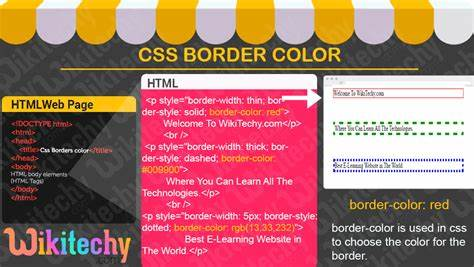 CSS BORDER COLOR
HTMLWeb Page
<!DOCTYPE html>
<html>
<head>
<title>Css Borders color</title>
</head>
<body>
HTML body elements
(HTML Tags)
</body>
</html>
Wikitechy
.com
HTML
<p style="border-width: thin; bor-
der-style: solid; border-color: red">
Welcome To WikiTechy.com</p>
<br />
<p style="border-width: thick; bor-
der-style: dashed; border-color:
#009900">
Where You Can Learn All The
Technologies.</p>
<br />
<p style="border-width: 5px; border-style:
dotted; border-color: rgb(13,33,232)">
Best E-Learning Website in
The World.</p>
Welcome To WikiTechy.com
Where You Can Learn All The Technologies.
Best E-Learning Website in The World
border-color: red
border-color is used in css
to choose the color for the
border.